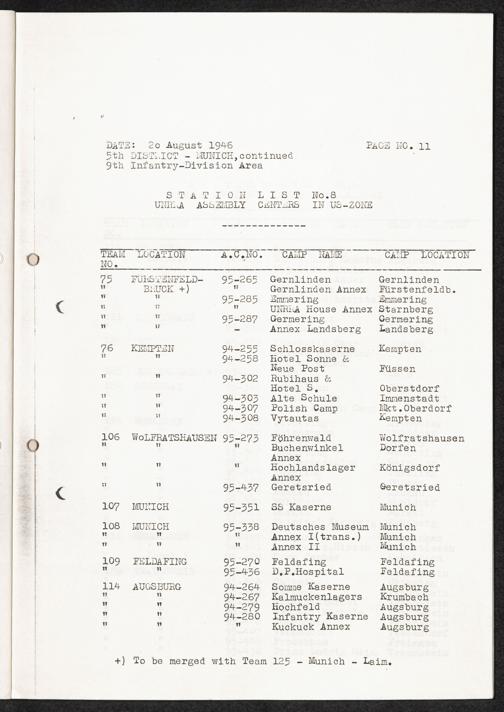 DATE: 2o August 1946 PAGE NO. 11
5th DISTRICT - MUNICH,continued
9th Infantry-Division Area
S T A T I O N L I S T No.8
UNRRA ASSEMBLY CENTERS IN US-ZONE
--------------
TEAM LOCATION A.C.NO. CAMP NAME CAMP LOCATION
NO.
75 FÜRSTENFELD- 95-265 Gernlinden Gernlinden
" BRUCK +) " Gernlinden Annex Fürstenfeldb.
" " 95-285 Emmering Emmering
" " " UNRRA House Annex Starnberg
" " 95-287 Germering Germering
" " - Annex Landsberg Landsberg
76 KEMPTEN 94-255 Schlosskaserne Kempten
" " 94-258 Hotel Sonne &
Neue Post Füssen
" " 94-302 Rubihaus &
Hotel S. Oberstdorf
" " 94-303 Alte Schule Immenstadt
" " 94-307 Polish Camp Mkt.Oberdorf
" " 94-308 Vytautas Kempten
106 WoLFRATSHAUSEN 95-273 Föhrenwald Wolfratshausen
" " " Buchenwinkel Dorfen
Annex
" " " Hochlandslager Königsdorf
Annex
" " 95-437 Geretsried Geretsried
107 MUNICH 95-351 SS Kaserne Munich
108 MUNICH 95-338 Deutsches Museum Munich
" " " Annex I(trans.) Munich
" " " Annex II Munich
109 FELDAFING 95-270 Feldafing Feldafing
" " 95-436 D.P.Hospital Feldafing
114 AUGSBURG 94-264 Somme Kaserne Augsburg
" " 94-267 Kalmuckenlagers Krumbach
" " 94-279 Hochfeld Augsburg
" " 94-280 Infantry Kaserne Augsburg
" " " Kuckuck Annex Augsburg
+) To be merged with Team 125 - Munich - Laim.